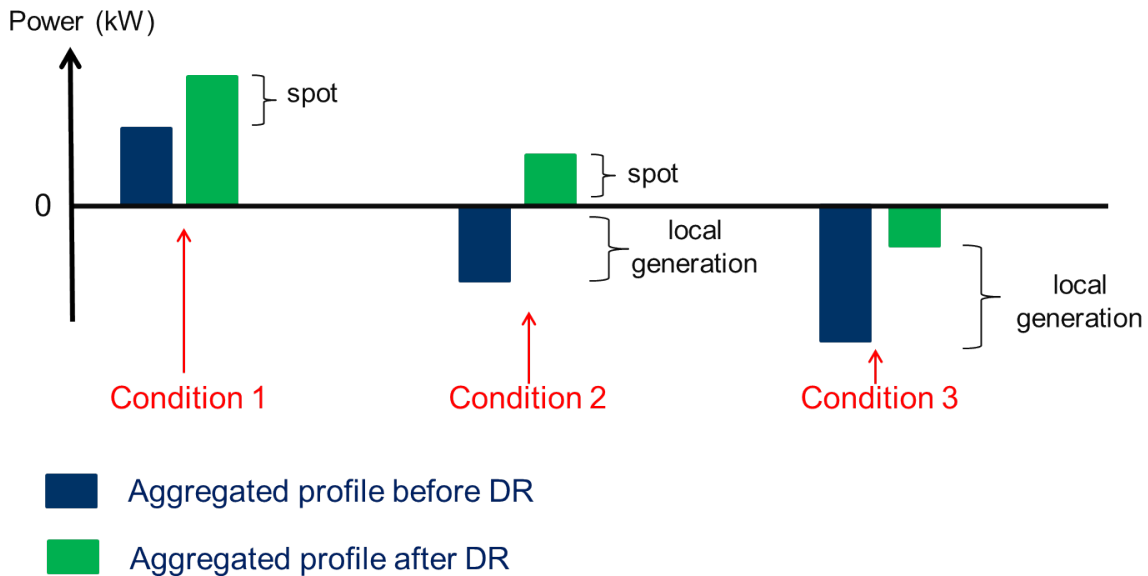 Power (kW)
spot
spot
0
local
generation
local
generation
Condition 1
Condition 2
Condition 3
Aggregated profile before DR
Aggregated profile after DR